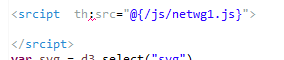 <srcipt  th:src="@{/js/netwg1.js}">
</srcipt>
var svg = d3.select("svg")